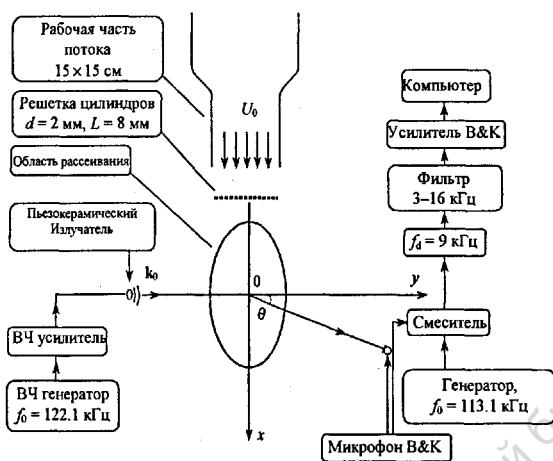 Рабочая часть
потока
15 × 15 см
Решетка цилиндров
d = 2 мм, L = 8 мм
Область рассеивания
Пьезокерамический
Излучатель
ВЧ усилитель
ВЧ генератор
f₀ = 122.1 кГц
U₀
k₀
0
0
y
θ
x
Компьютер
Усилитель B&K
Фильтр
3–16 кГц
f_d = 9 кГц
Смеситель
Генератор,
f₀ = 113.1 кГц
Микрофон B&K